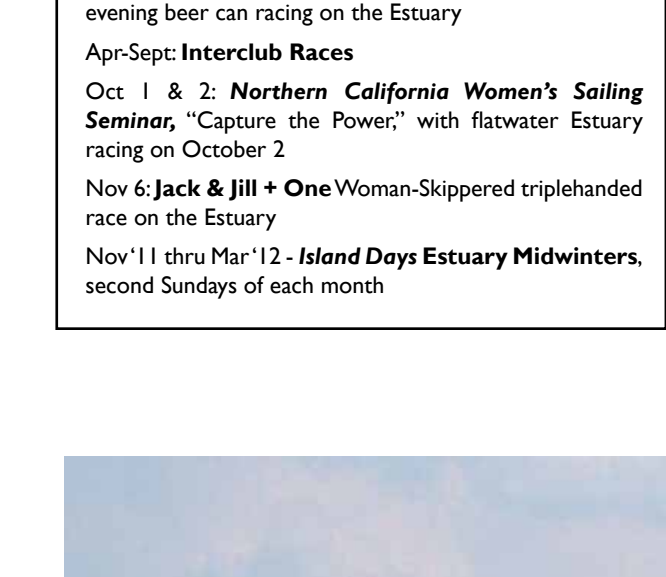 evening beer can racing on the Estuary
Apr-Sept: Interclub Races
Oct 1 & 2: Northern California Women's Sailing
Seminar, “Capture the Power,” with flatwater Estuary
racing on October 2
Nov 6: Jack & Jill + One Woman-Skippered triplehanded
race on the Estuary
Nov ‘11 thru Mar ‘12 - Island Days Estuary Midwinters,
second Sundays of each month